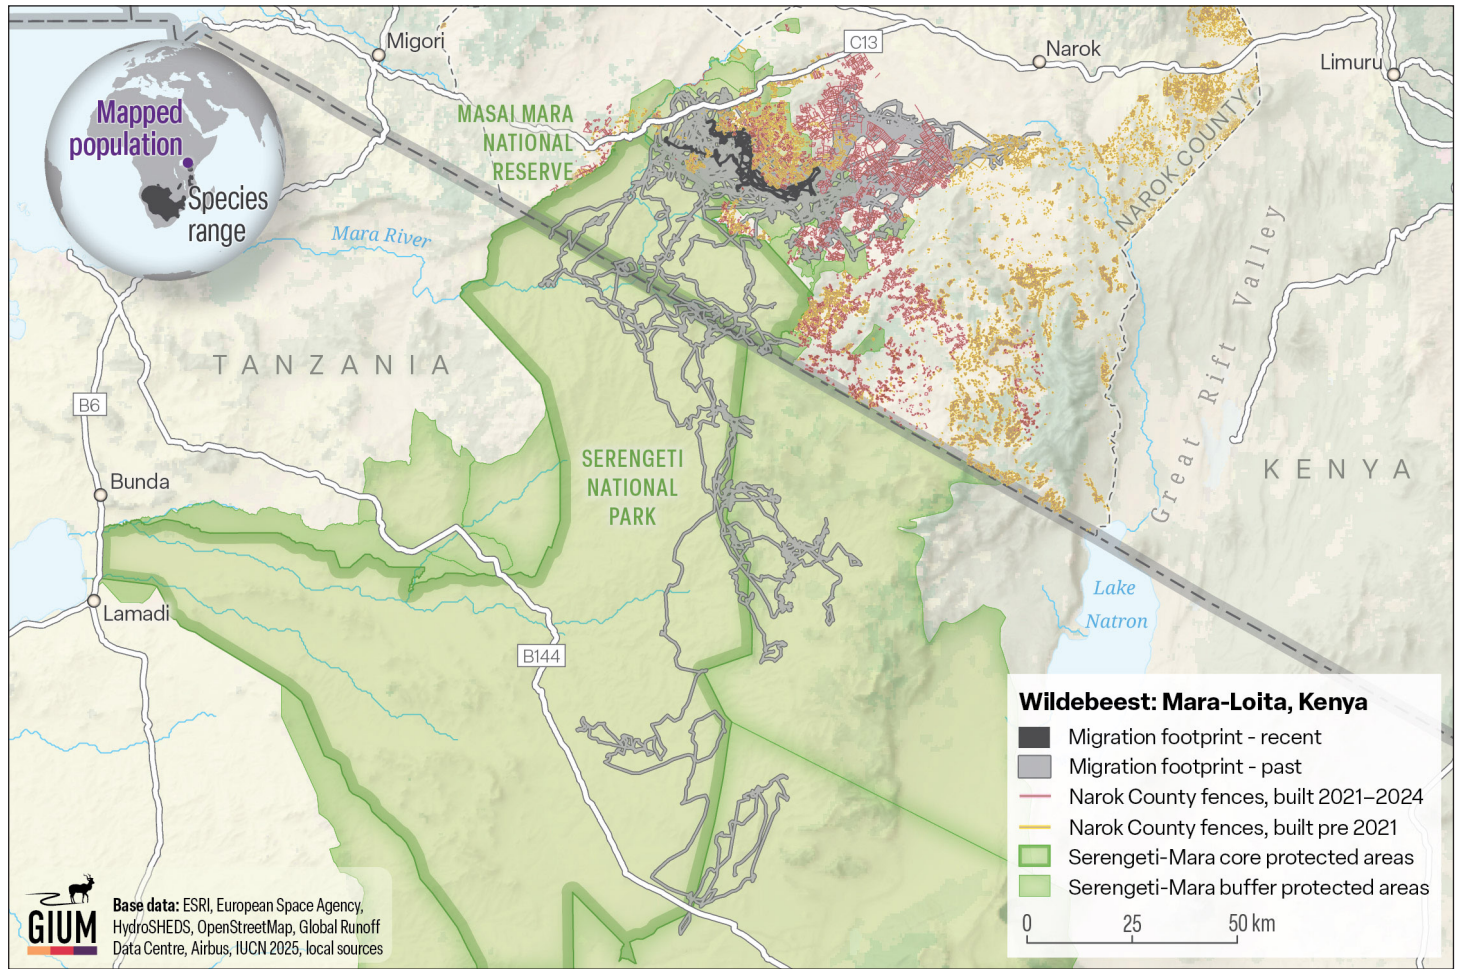 Migori
C13
Narok
Limuru
Mapped
population
Species
range
MASAI MARA
NATIONAL
RESERVE
NAROK COUNTY
Mara River
TANZANIA
Great Rift Valley
KENYA
B6
Bunda
SERENGETI
NATIONAL
PARK
Lamadi
B144
Lake
Natron
Wildebeest: Mara-Loita, Kenya
Migration footprint - recent
Migration footprint - past
Narok County fences, built 2021–2024
Narok County fences, built pre 2021
Serengeti-Mara core protected areas
Serengeti-Mara buffer protected areas
0 25 50 km
GIUM
Base data: ESRI, European Space Agency,
HydroSHEDS, OpenStreetMap, Global Runoff
Data Centre, Airbus, IUCN 2025, local sources